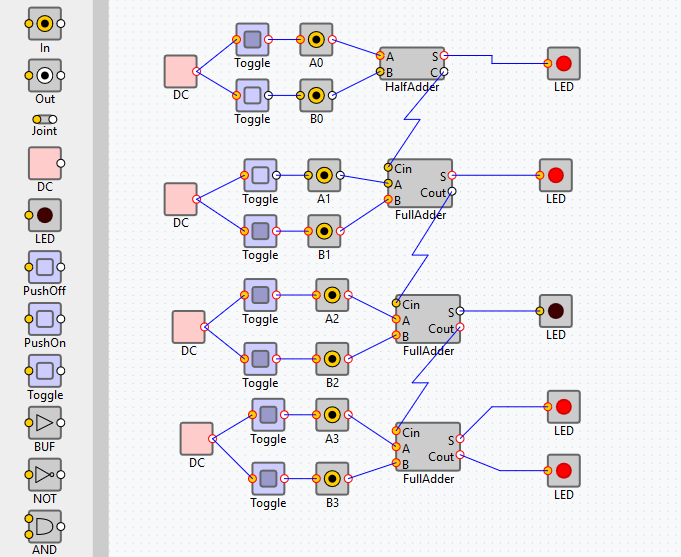 In
Out
Joint
DC
LED
PushOff
PushOn
Toggle
BUF
NOT
AND
DC
Toggle
A0
Toggle
B0
A
B
S
C
HalfAdder
LED
DC
Toggle
A1
Toggle
B1
Cin
A
B
S
Cout
FullAdder
LED
DC
Toggle
A2
Toggle
B2
Cin
A
B
S
Cout
FullAdder
LED
DC
Toggle
A3
Toggle
B3
Cin
A
B
S
Cout
FullAdder
LED
LED